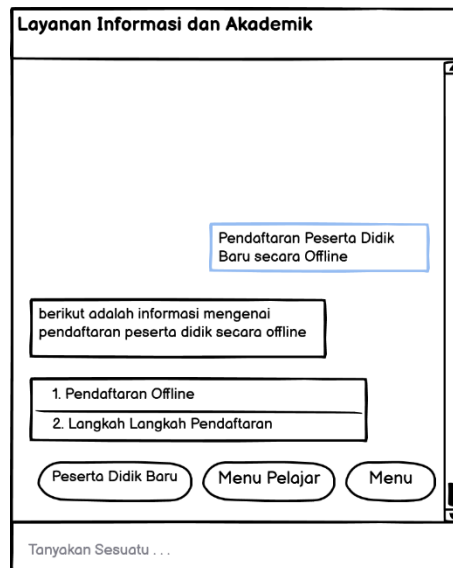 Layanan Informasi dan Akademik
Pendaftaran Peserta Didik
Baru secara Offline
berikut adalah informasi mengenai
pendaftaran peserta didik secara offline
1. Pendaftaran Offline
2. Langkah Langkah Pendaftaran
Peserta Didik Baru
Menu Pelajar
Menu
Tanyakan Sesuatu . . .